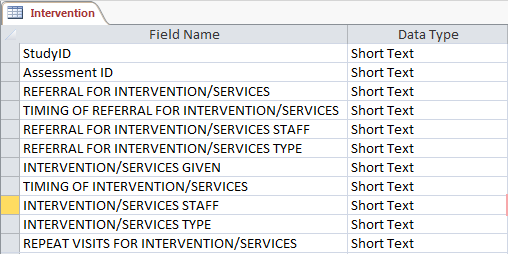 Intervention
Field Name Data Type
StudyID Short Text
Assessment ID Short Text
REFERRAL FOR INTERVENTION/SERVICES Short Text
TIMING OF REFERRAL FOR INTERVENTION/SERVICES Short Text
REFERRAL FOR INTERVENTION/SERVICES STAFF Short Text
REFERRAL FOR INTERVENTION/SERVICES TYPE Short Text
INTERVENTION/SERVICES GIVEN Short Text
TIMING OF INTERVENTION/SERVICES Short Text
INTERVENTION/SERVICES STAFF Short Text
INTERVENTION/SERVICES TYPE Short Text
REPEAT VISITS FOR INTERVENTION/SERVICES Short Text